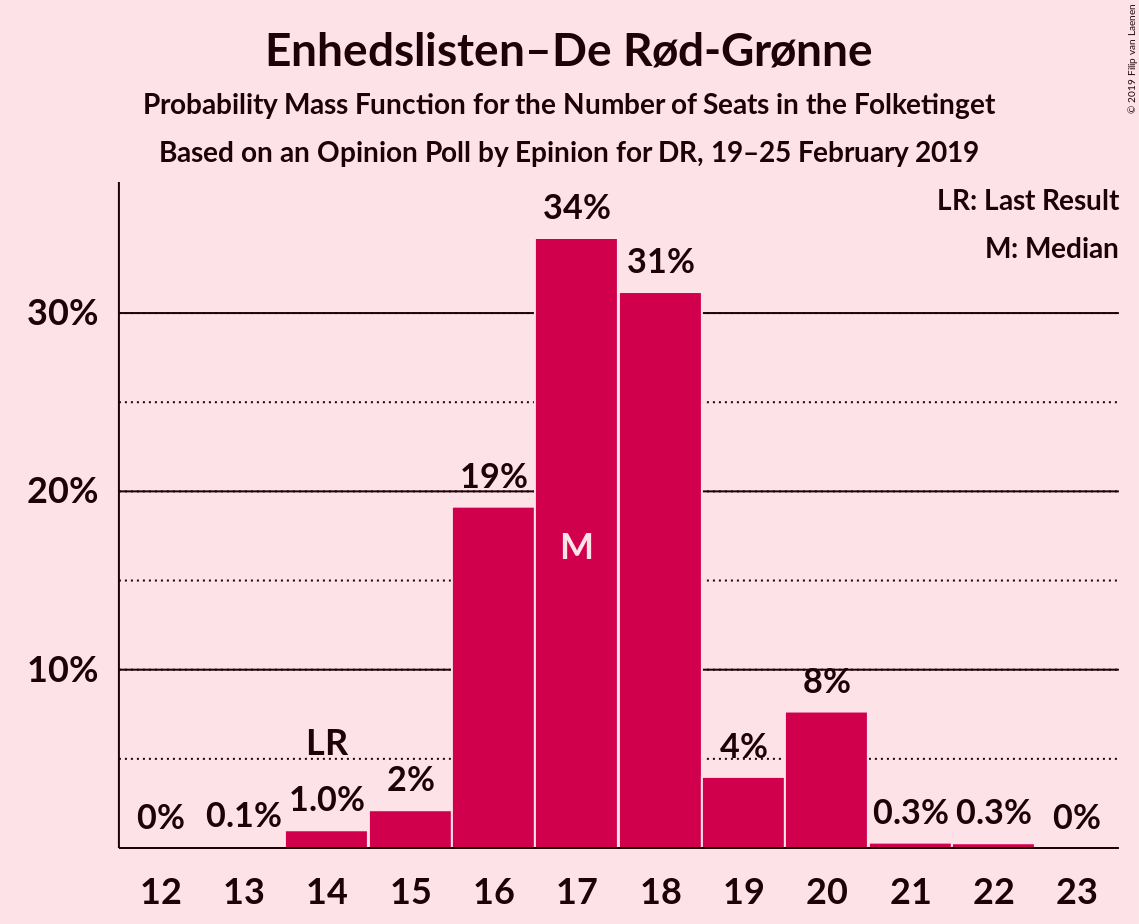 Enhedslisten–De Rød-Grønne
Probability Mass Function for the Number of Seats in the Folketinget
Based on an Opinion Poll by Epinion for DR, 19–25 February 2019
© 2019 Filip van Laenen
LR: Last Result
M: Median
34%
31%
30%
19%
20%
M
10%
8%
LR
4%
2%
1.0%
0% 0.1% 0.3% 0.3% 0%
12 13 14 15 16 17 18 19 20 21 22 23